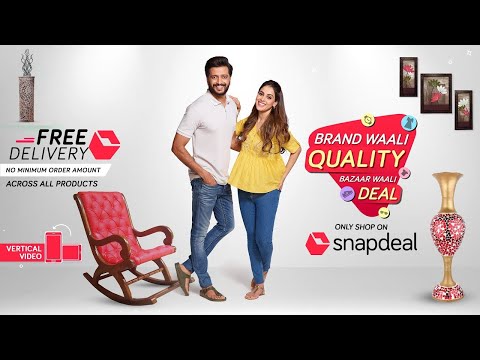 FREE
DELIVERY
NO MINIMUM ORDER AMOUNT
ACROSS ALL PRODUCTS
VERTICAL
VIDEO
BRAND WAALI
QUALITY
BAZAAR WAALI
DEAL
ONLY SHOP ON
snapdeal